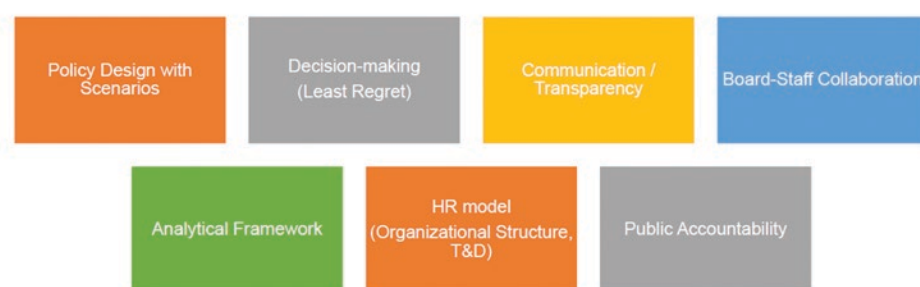 Policy Design with
Scenarios
Decision-making
(Least Regret)
Communication /
Transparency
Board-Staff Collaboration
Analytical Framework
HR model
(Organizational Structure,
T&D)
Public Accountability